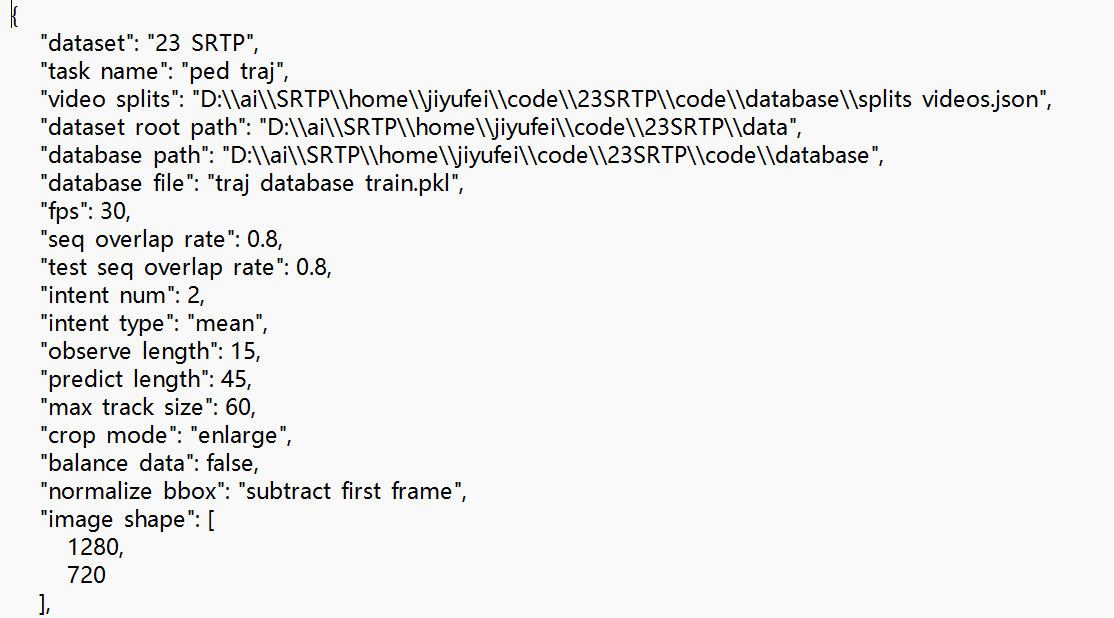 {
"dataset": "23 SRTP",
"task name": "ped traj",
"video splits": "D:\\ai\\SRTP\\home\\jiyufei\\code\\23SRTP\\code\\database\\splits videos.json",
"dataset root path": "D:\\ai\\SRTP\\home\\jiyufei\\code\\23SRTP\\data",
"database path": "D:\\ai\\SRTP\\home\\jiyufei\\code\\23SRTP\\code\\database",
"database file": "traj database train.pkl",
"fps": 30,
"seq overlap rate": 0.8,
"test seq overlap rate": 0.8,
"intent num": 2,
"intent type": "mean",
"observe length": 15,
"predict length": 45,
"max track size": 60,
"crop mode": "enlarge",
"balance data": false,
"normalize bbox": "subtract first frame",
"image shape": [
1280,
720
],